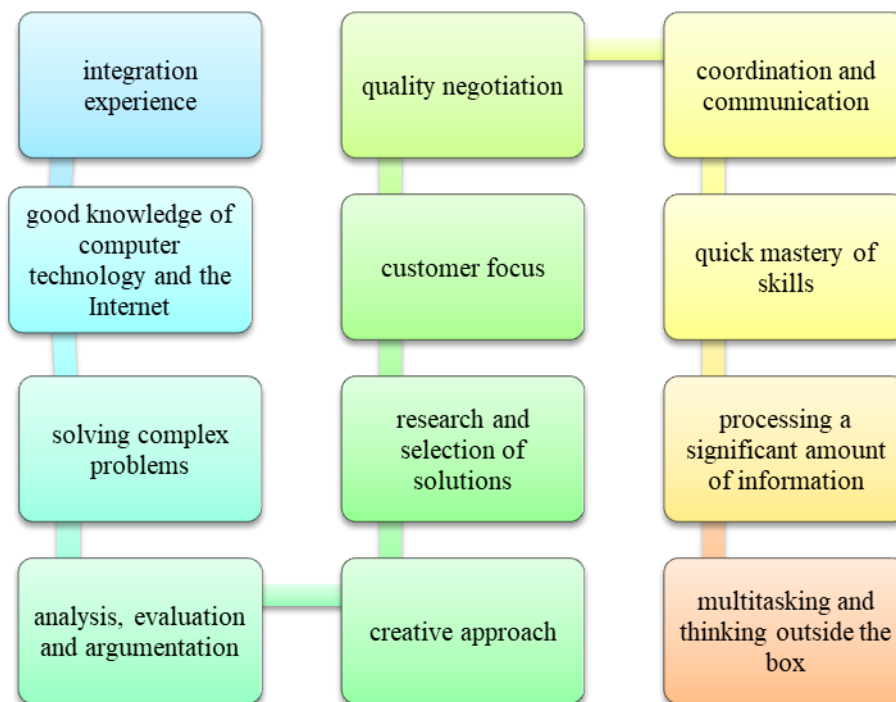 integration
experience
good knowledge of
computer
technology and the
Internet
solving complex
problems
analysis, evaluation
and argumentation
creative approach
research and
selection of
solutions
customer focus
quality negotiation
coordination and
communication
quick mastery of
skills
processing a
significant amount
of information
multitasking and
thinking outside the
box